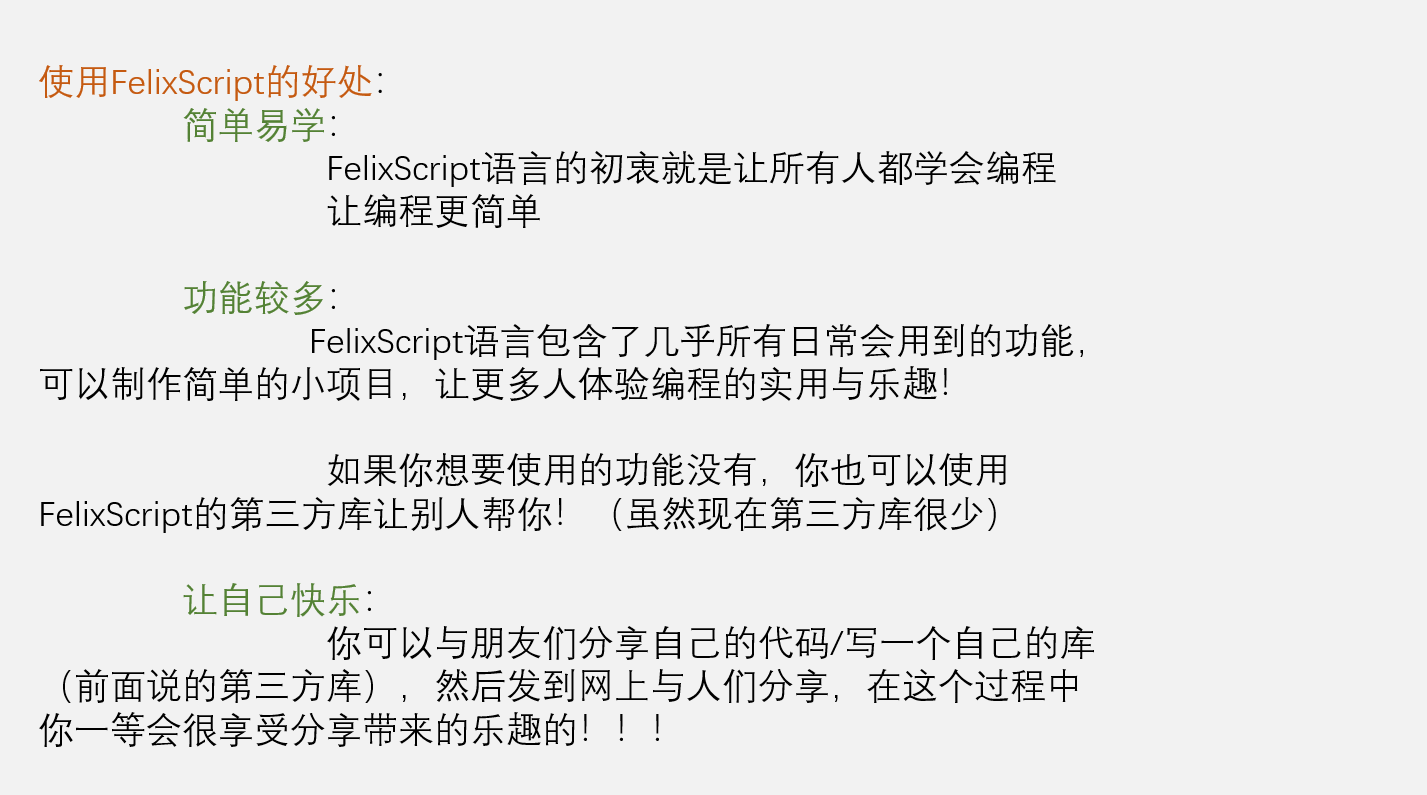 使用FelixScript的好处：
简单易学：
FelixScript语言的初衷就是让所有人都学会编程
让编程更简单
功能较多：
FelixScript语言包含了几乎所有日常会用到的功能，
可以制作简单的小项目，让更多人体验编程的实用与乐趣！
如果你想要使用的功能没有，你也可以使用
FelixScript的第三方库让别人帮你！（虽然现在第三方库很少）
让自己快乐：
你可以与朋友们分享自己的代码/写一个自己的库
（前面说的第三方库），然后发到网上与人们分享，在这个过程中
你一等会很享受分享带来的乐趣的！！！